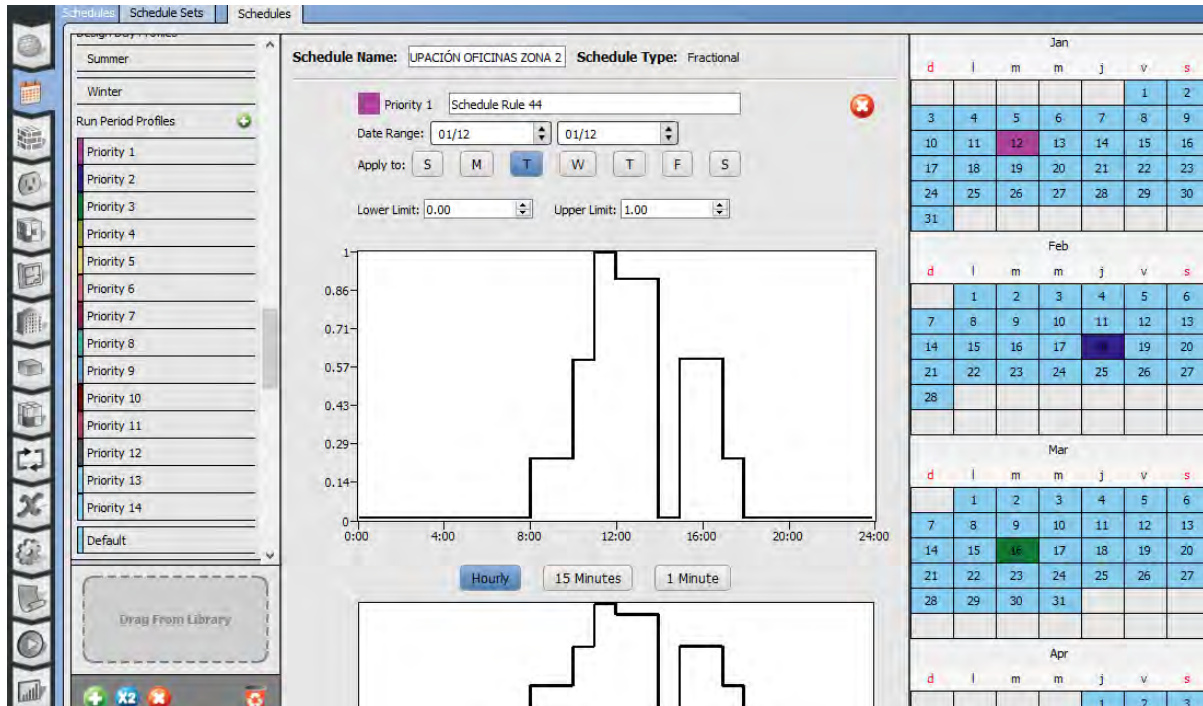 Schedules Schedule Sets Schedules
Design Day Profiles
Summer
Winter
Run Period Profiles
Priority 1
Priority 2
Priority 3
Priority 4
Priority 5
Priority 6
Priority 7
Priority 8
Priority 9
Priority 10
Priority 11
Priority 12
Priority 13
Priority 14
Default
Drag From Library
X2
Schedule Name: UPACIÓN OFICINAS ZONA 2 Schedule Type: Fractional
Priority 1 Schedule Rule 44
Date Range: 01/12 01/12
Apply to: S M T W T F S
Lower Limit: 0.00 Upper Limit: 1.00
1
0.86
0.71
0.57
0.43
0.29
0.14
0
0:00 4:00 8:00 12:00 16:00 20:00 24:00
Hourly 15 Minutes 1 Minute
Jan
d l m m j v s
1 2
3 4 5 6 7 8 9
10 11 12 13 14 15 16
17 18 19 20 21 22 23
24 25 26 27 28 29 30
31
Feb
d l m m j v s
1 2 3 4 5 6
7 8 9 10 11 12 13
14 15 16 17 18 19 20
21 22 23 24 25 26 27
28
Mar
d l m m j v s
1 2 3 4 5 6
7 8 9 10 11 12 13
14 15 16 17 18 19 20
21 22 23 24 25 26 27
28 29 30 31
Apr
d l m m j v s
1 2 3